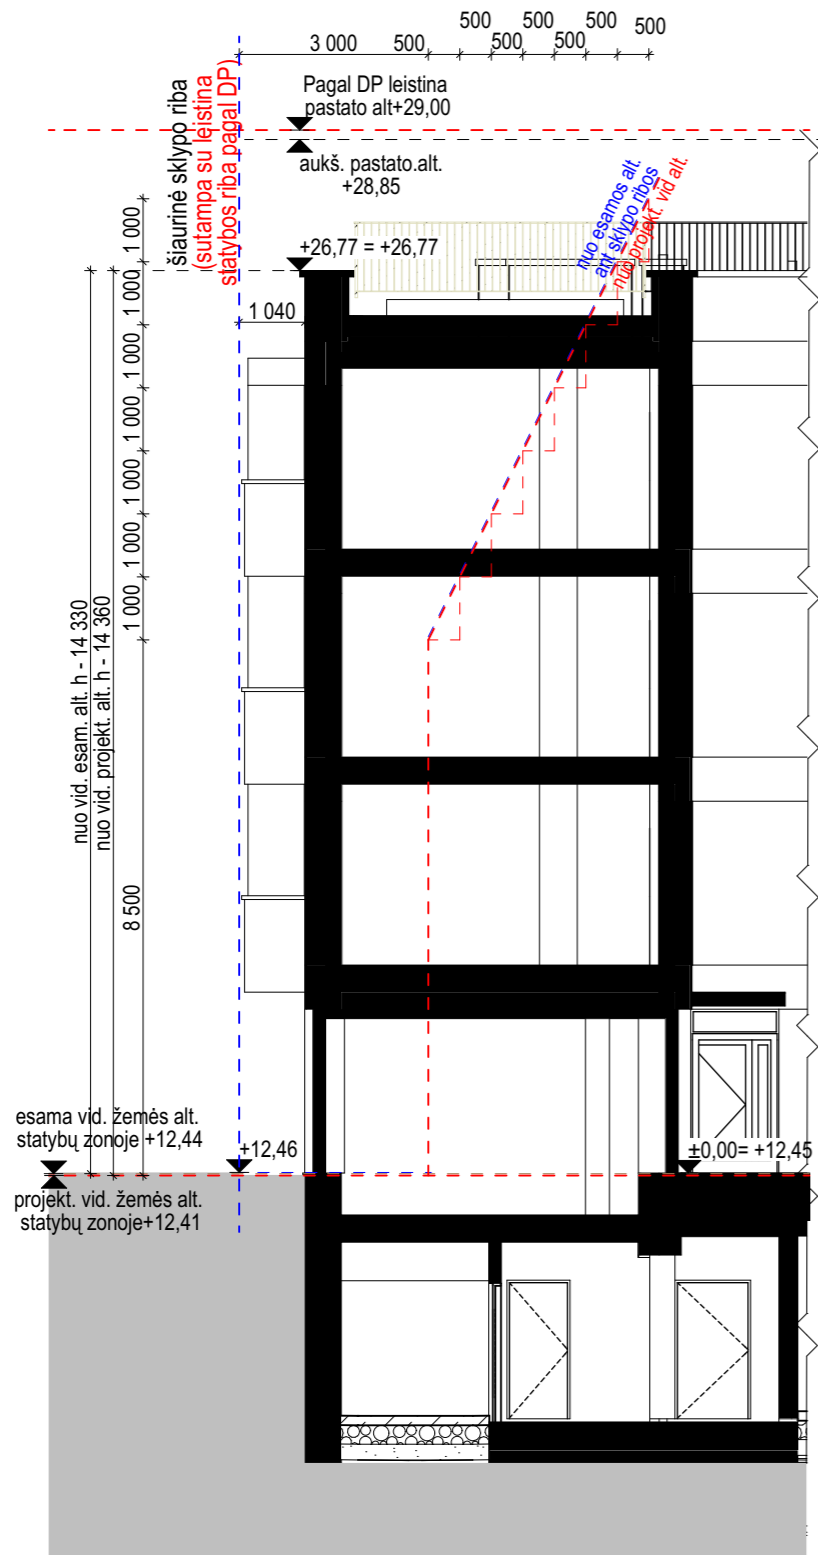 500
500
500
500
3 000
500
500
500
Pagal DP leistina
pastato alt+29,00
aukš. pastato.alt.
+28,85
šiaurinė sklypo riba
(sutampa su leistina
statybos riba pagal DP)
nuo esamos alt.
ant sklypo ribos
nuo projekt. vid alt.
+26,77 = +26,77
1 040
1 000
1 000
1 000
1 000
1 000
1 000
1 000
8 500
nuo vid. esam. alt. h - 14 330
nuo vid. projekt. alt. h - 14 360
esama vid. žemės alt.
statybų zonoje +12,44
+12,46
±0,00= +12,45
projekt. vid. žemės alt.
statybų zonoje+12,41